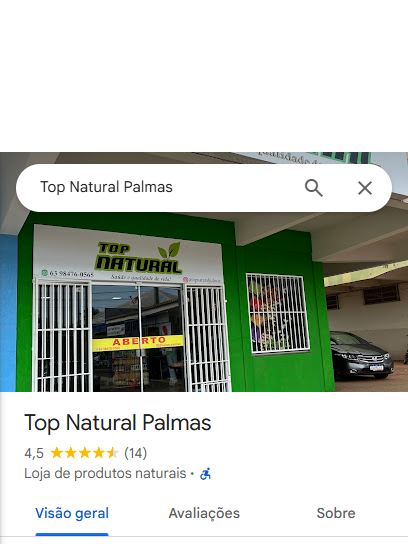 Top Natural Palmas
TOP
NATURAL
Saúde e qualidade de vida!
63 98476-0565
ABERTO
Top Natural Palmas
4,5 (14)
Loja de produtos naturais ·
Visão geral
Avaliações
Sobre